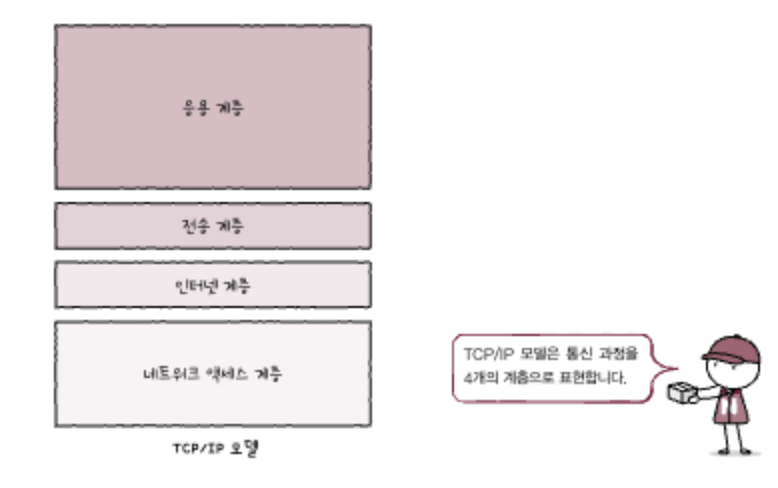 응용 계층
전송 계층
인터넷 계층
네트워크 액세스 계층
TCP/IP 모델
TCP/IP 모델은 통신 과정을
4개의 계층으로 표현합니다.